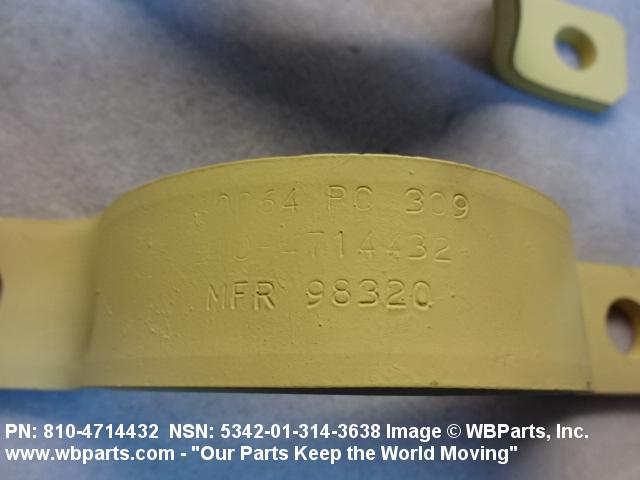 PC 309
4714432
MFR 98320
PN: 810-4714432 NSN: 5342-01-314-3638 Image © WBParts, Inc.
www.wbparts.com - "Our Parts Keep the World Moving"